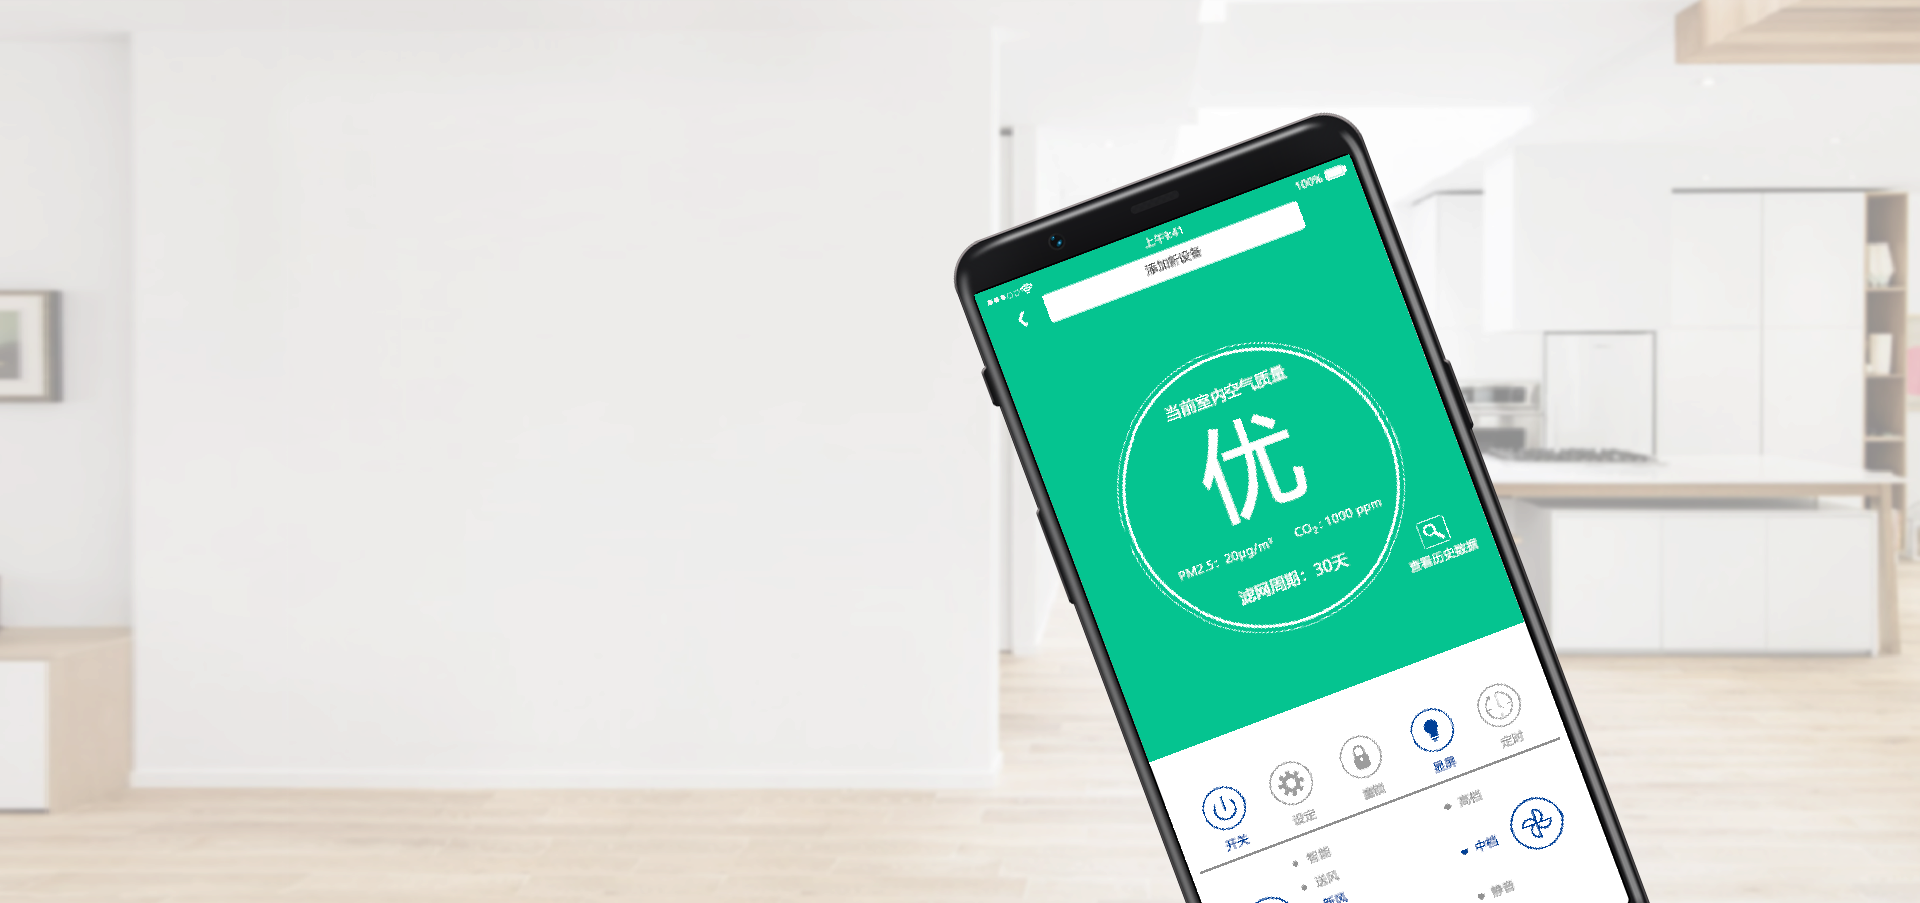 100%
上午9:41
添加新设备
当前室内空气质量
优
PM2.5: 20μg/m³
CO₂: 1000 ppm
滤网周期: 30天
查看历史数据
开关
设定
童锁
显屏
定时
智能
送风
新风
高档
中档
静音